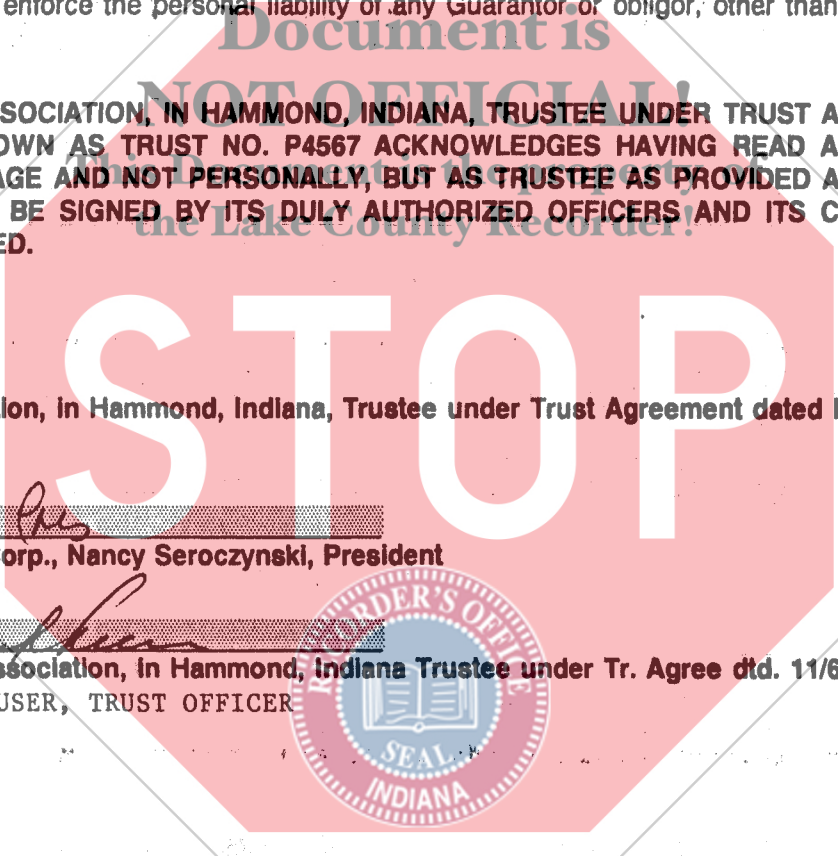 enforce the personal liability of any Guarantor or obligor, other than
Document is
NOT OFFICIAL!
SOCIATION, IN HAMMOND, INDIANA, TRUSTEE UNDER TRUST A
OWN AS TRUST NO. P4567 ACKNOWLEDGES HAVING READ A
This Document is the property of
AGE AND NOT PERSONALLY, BUT AS TRUSTEE AS PROVIDED A
BE SIGNED BY ITS DULY AUTHORIZED OFFICERS AND ITS C
the Lake County Recorder!
ED.
STOP
ion, in Hammond, Indiana, Trustee under Trust Agreement dated
Pres
orp., Nancy Seroczynski, President
ssociation, in Hammond, Indiana Trustee under Tr. Agree dtd. 11/6
USER, TRUST OFFICER
RECORDER'S OFFICE
SEAL
INDIANA